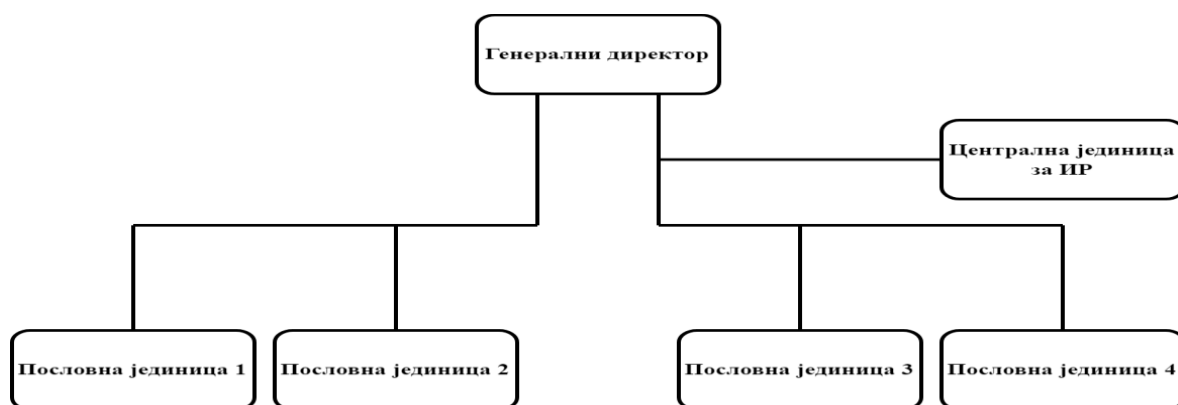 Генерални директор
Централна јединица
за ИР
Пословна јединица 1
Пословна јединица 2
Пословна јединица 3
Пословна јединица 4